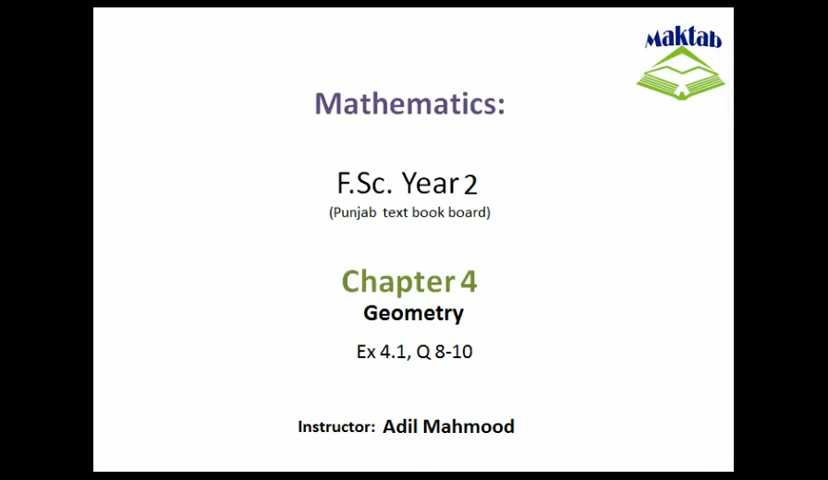 Maktab
Mathematics:
F.Sc. Year 2
(Punjab text book board)
Chapter 4
Geometry
Ex 4.1, Q 8-10
Instructor: Adil Mahmood